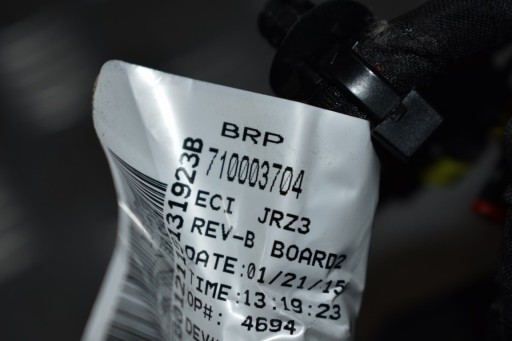 BRP
710003704
ECI JRZ3
REV-B BOARD2
DATE:01/21/15
TIME:13:19:23
OP#: 4694